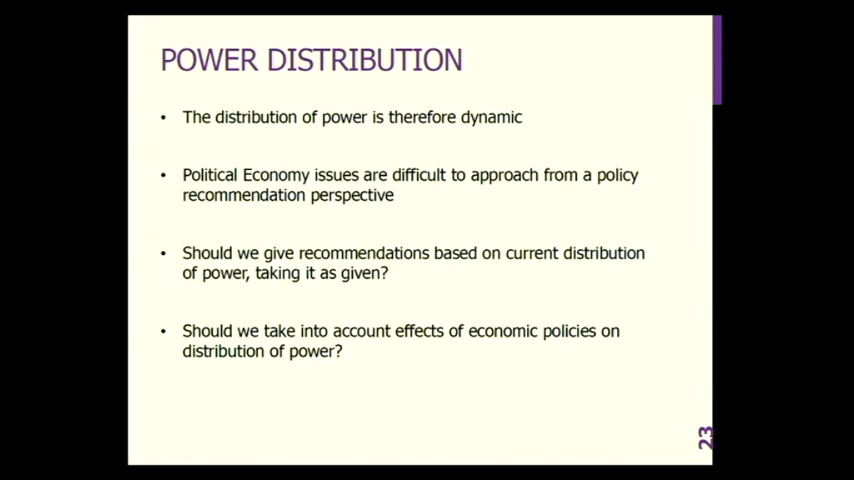 POWER DISTRIBUTION
• The distribution of power is therefore dynamic
• Political Economy issues are difficult to approach from a policy
recommendation perspective
• Should we give recommendations based on current distribution
of power, taking it as given?
• Should we take into account effects of economic policies on
distribution of power?
23